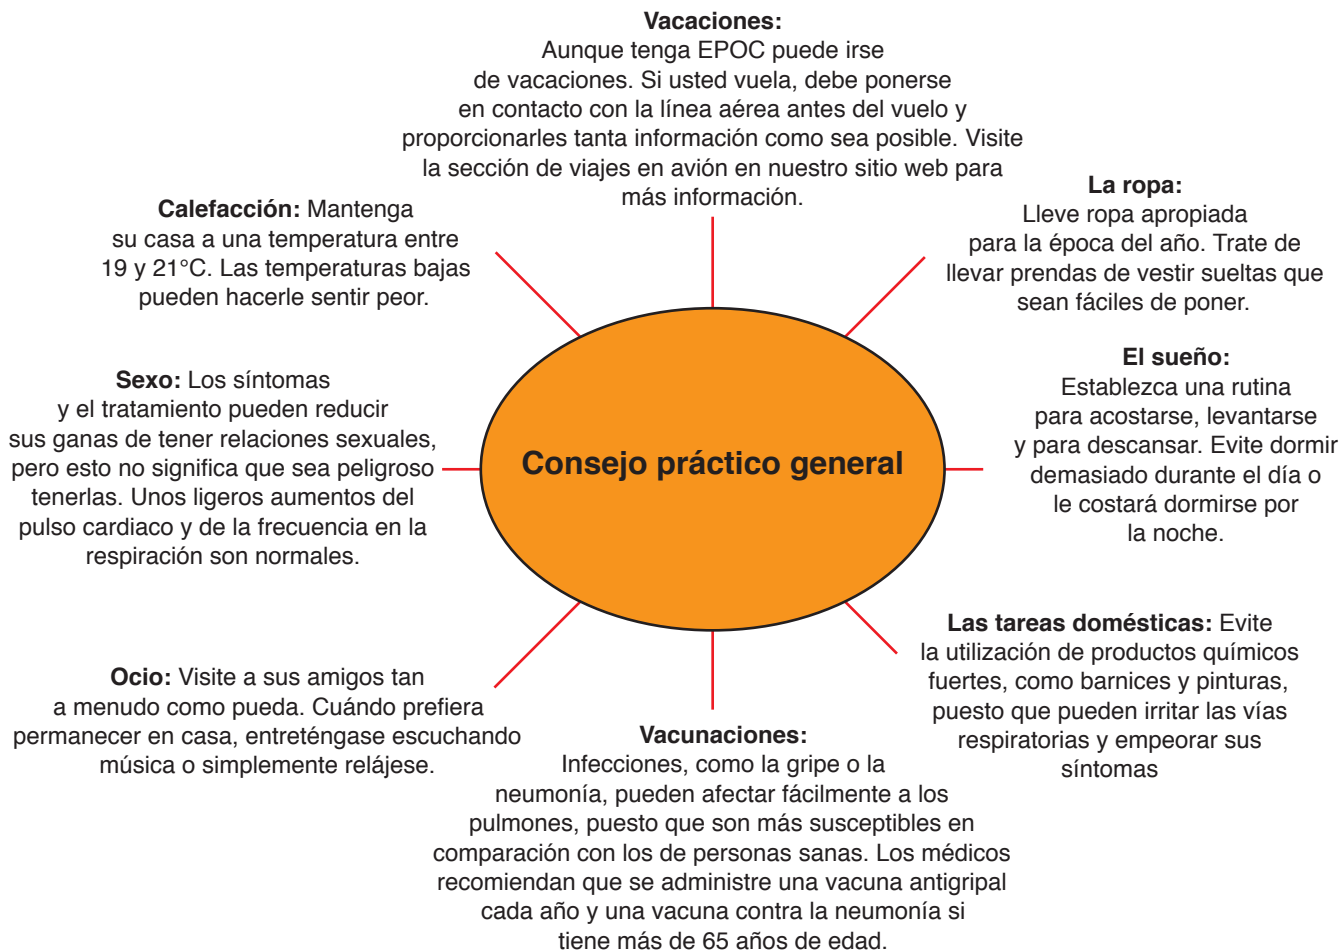 Vacaciones:
Aunque tenga EPOC puede irse
de vacaciones. Si usted vuela, debe ponerse
en contacto con la línea aérea antes del vuelo y
proporcionarles tanta información como sea posible. Visite
la sección de viajes en avión en nuestro sitio web para
más información.
La ropa:
Lleve ropa apropiada
para la época del año. Trate de
llevar prendas de vestir sueltas que
sean fáciles de poner.
El sueño:
Establezca una rutina
para acostarse, levantarse
y para descansar. Evite dormir
demasiado durante el día o
le costará dormirse por
la noche.
Las tareas domésticas: Evite
la utilización de productos químicos
fuertes, como barnices y pinturas,
puesto que pueden irritar las vías
respiratorias y empeorar sus
síntomas
Vacunaciones:
Infecciones, como la gripe o la
neumonía, pueden afectar fácilmente a los
pulmones, puesto que son más susceptibles en
comparación con los de personas sanas. Los médicos
recomiendan que se administre una vacuna antigripal
cada año y una vacuna contra la neumonía si
tiene más de 65 años de edad.
Ocio: Visite a sus amigos tan
a menudo como pueda. Cuándo prefiera
permanecer en casa, entreténgase escuchando
música o simplemente relájese.
Sexo: Los síntomas
y el tratamiento pueden reducir
sus ganas de tener relaciones sexuales,
pero esto no significa que sea peligroso
tenerlas. Unos ligeros aumentos del
pulso cardiaco y de la frecuencia en la
respiración son normales.
Calefacción: Mantenga
su casa a una temperatura entre
19 y 21°C. Las temperaturas bajas
pueden hacerle sentir peor.
Consejo práctico general